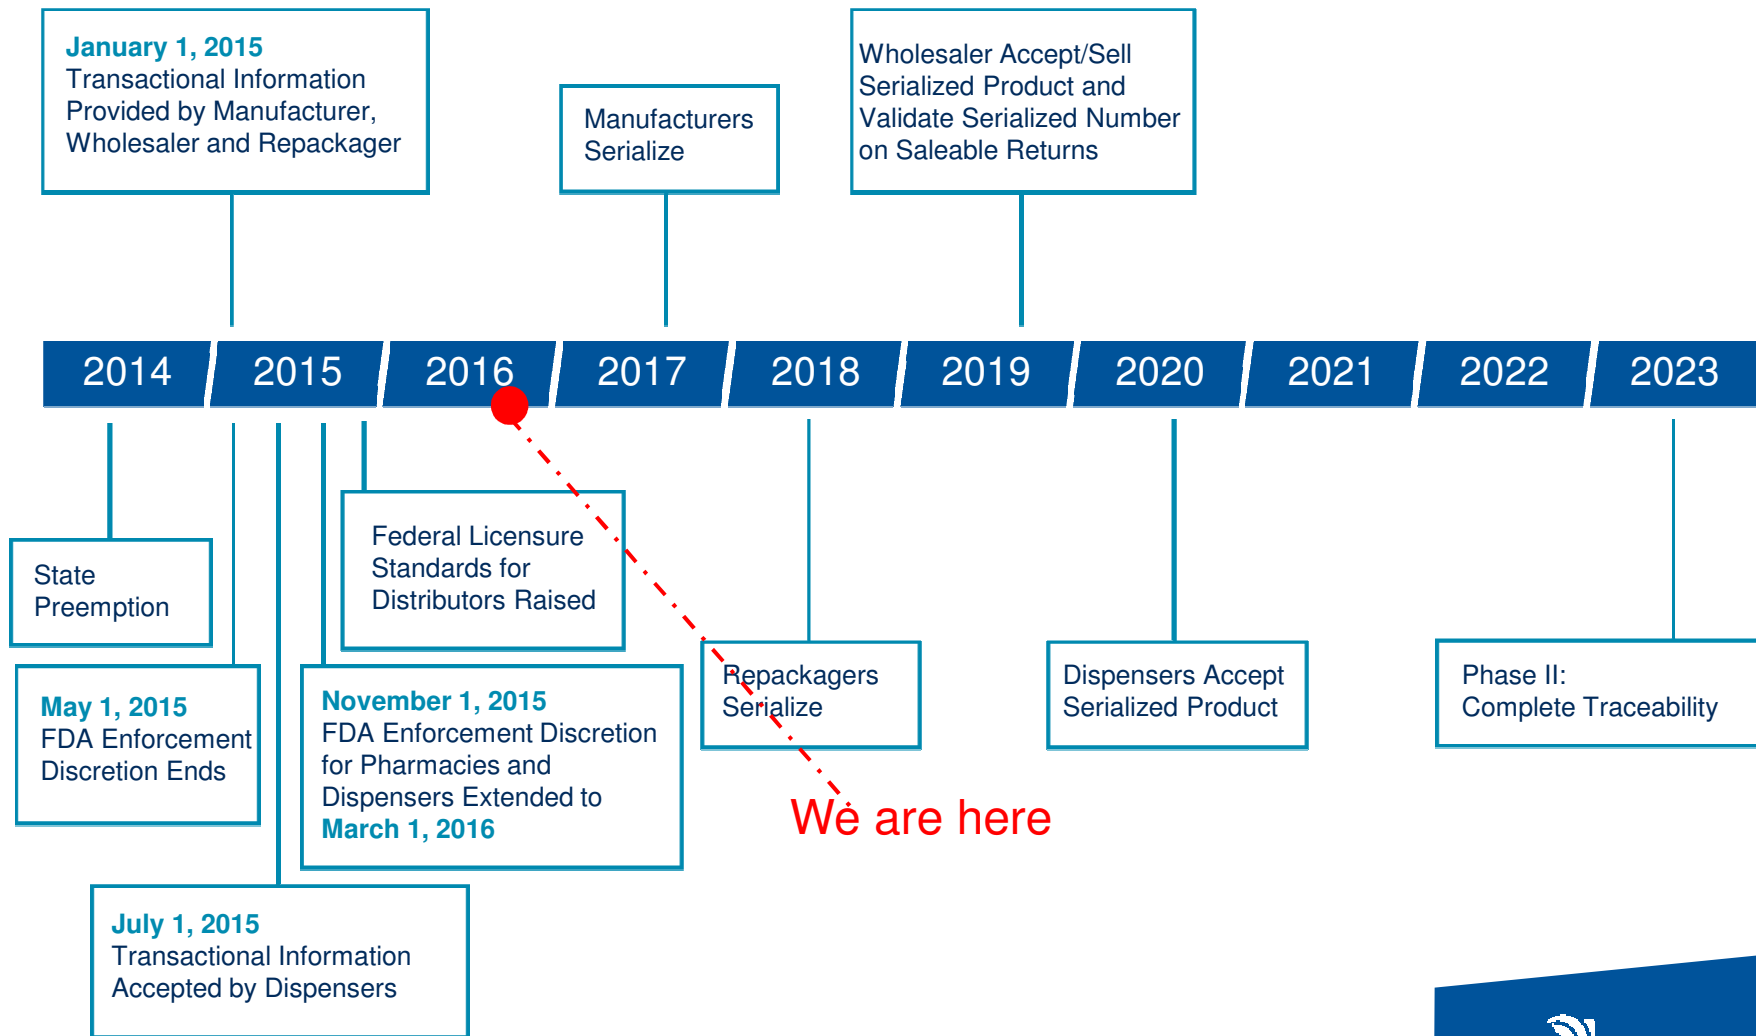 January 1, 2015
Transactional Information
Provided by Manufacturer,
Wholesaler and Repackager
Manufacturers
Serialize
Wholesaler Accept/Sell
Serialized Product and
Validate Serialized Number
on Saleable Returns
2014
2015
2016
2017
2018
2019
2020
2021
2022
2023
State
Preemption
Federal Licensure
Standards for
Distributors Raised
May 1, 2015
FDA Enforcement
Discretion Ends
November 1, 2015
FDA Enforcement Discretion
for Pharmacies and
Dispensers Extended to
March 1, 2016
Repackagers
Serialize
Dispensers Accept
Serialized Product
Phase II:
Complete Traceability
We are here
July 1, 2015
Transactional Information
Accepted by Dispensers